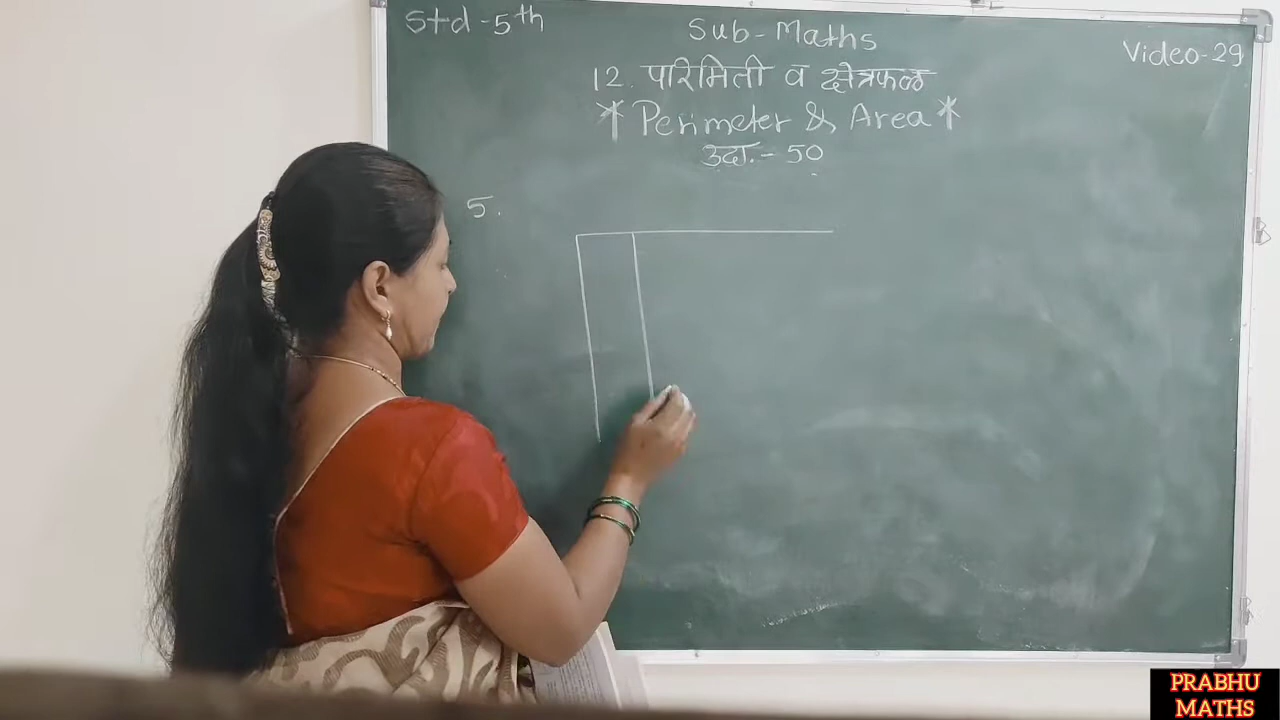 Std-5th
Sub-Maths
Video-29
12. परिमिती व क्षेत्रफळ
* Perimeter & Area *
उदा.- 50
5.
PRABHU
MATHS